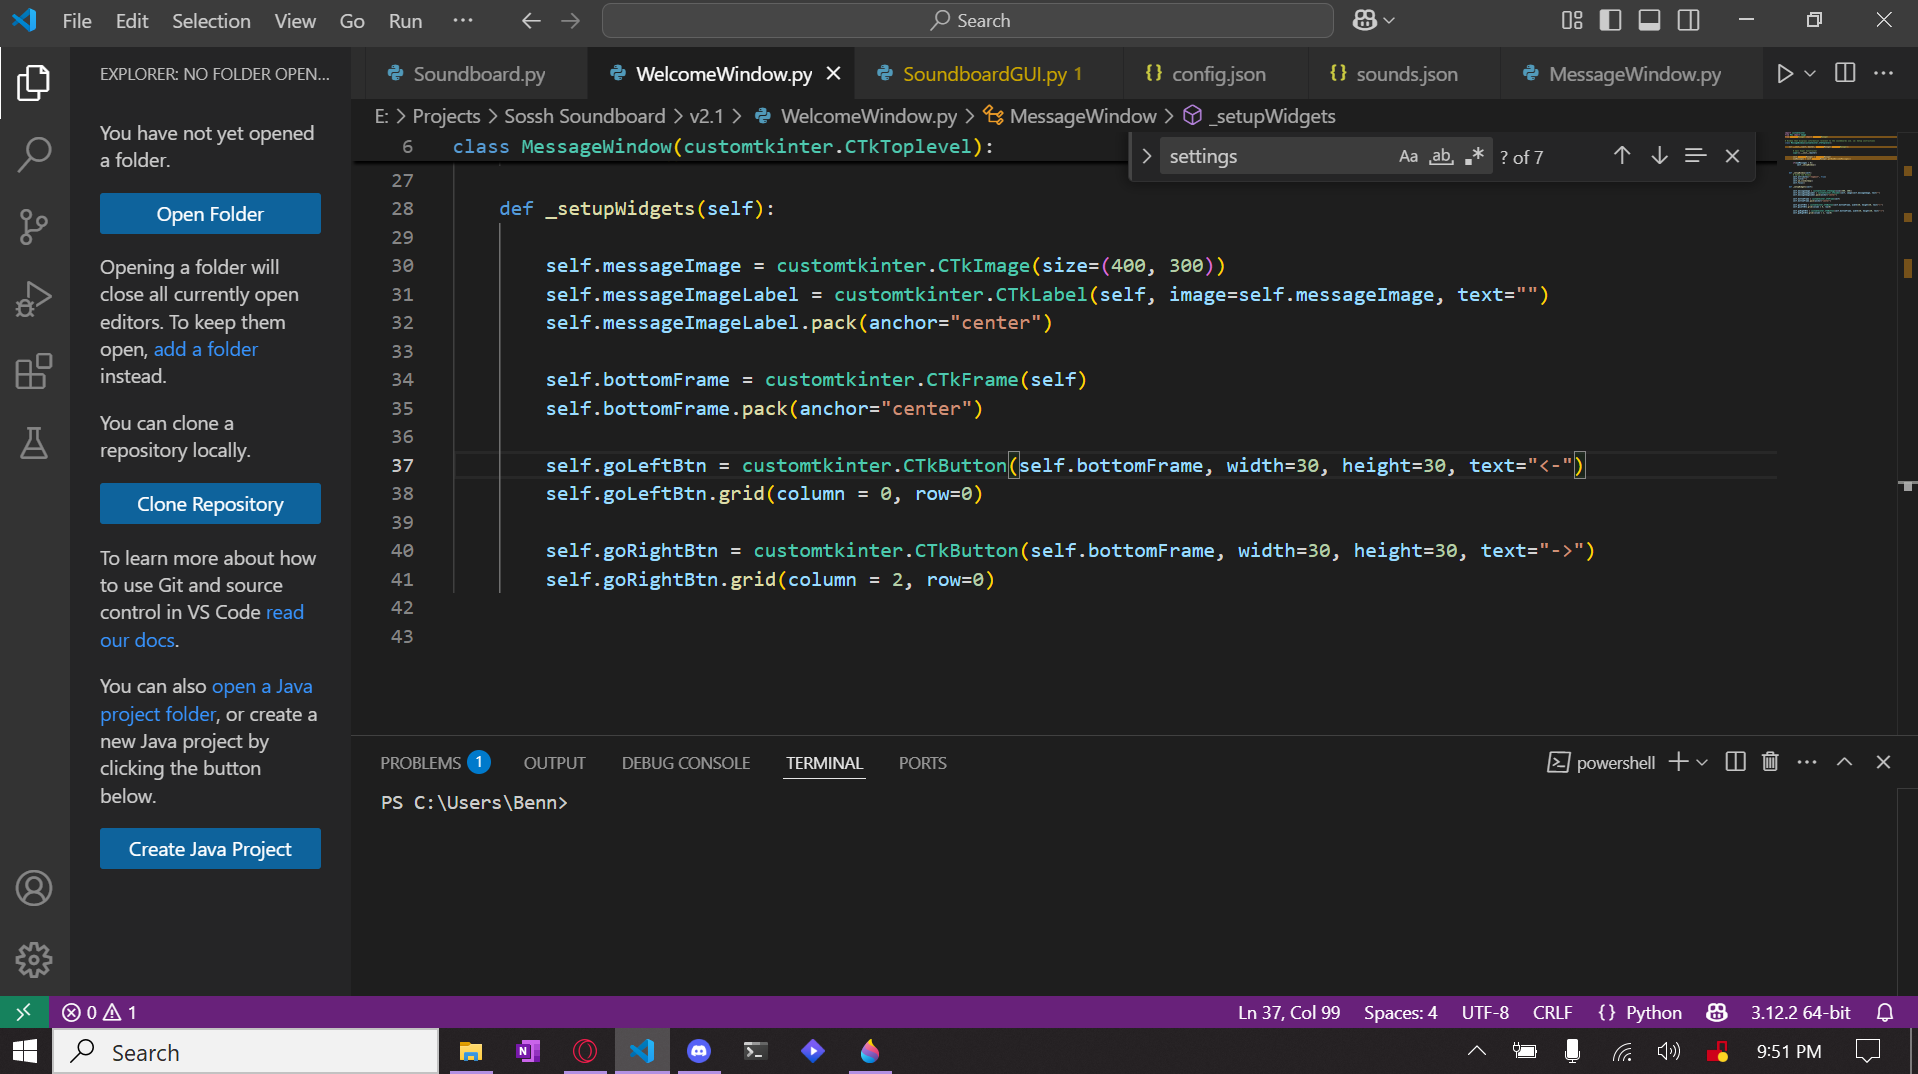 File Edit Selection View Go Run ··· Search
EXPLORER: NO FOLDER OPEN...
Soundboard.py WelcomeWindow.py SoundboardGUI.py 1 config.json sounds.json MessageWindow.py
E: > Projects > Sossh Soundboard > v2.1 > WelcomeWindow.py > MessageWindow > _setupWidgets
You have not yet opened
a folder.
Open Folder
Opening a folder will
close all currently open
editors. To keep them
open, add a folder
instead.
You can clone a
repository locally.
Clone Repository
To learn more about how
to use Git and source
control in VS Code read
our docs.
You can also open a Java
project folder, or create a
new Java project by
clicking the button
below.
Create Java Project
settings Aa ab .* ? of 7
6 class MessageWindow(customtkinter.CTkToplevel):
27
28 def _setupWidgets(self):
29
30 self.messageImage = customtkinter.CTkImage(size=(400, 300))
31 self.messageImageLabel = customtkinter.CTkLabel(self, image=self.messageImage, text="")
32 self.messageImageLabel.pack(anchor="center")
33
34 self.bottomFrame = customtkinter.CTkFrame(self)
35 self.bottomFrame.pack(anchor="center")
36
37 self.goLeftBtn = customtkinter.CTkButton(self.bottomFrame, width=30, height=30, text="<-")
38 self.goLeftBtn.grid(column = 0, row=0)
39
40 self.goRightBtn = customtkinter.CTkButton(self.bottomFrame, width=30, height=30, text="->")
41 self.goRightBtn.grid(column = 2, row=0)
42
43
PROBLEMS 1 OUTPUT DEBUG CONSOLE TERMINAL PORTS powershell
PS C:\Users\Benn>
0 1 Ln 37, Col 99 Spaces: 4 UTF-8 CRLF {} Python 3.12.2 64-bit
Search 9:51 PM